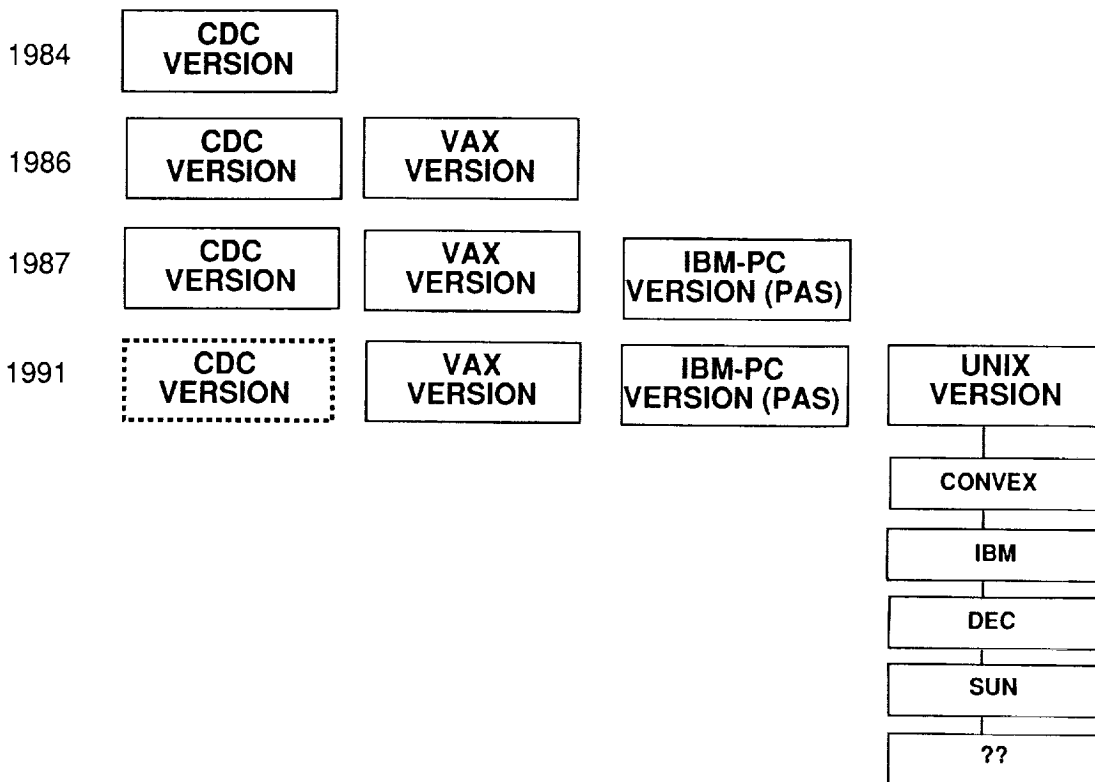 1984
CDC
VERSION
1986
CDC
VERSION
VAX
VERSION
1987
CDC
VERSION
VAX
VERSION
IBM-PC
VERSION (PAS)
1991
CDC
VERSION
VAX
VERSION
IBM-PC
VERSION (PAS)
UNIX
VERSION
CONVEX
IBM
DEC
SUN
??